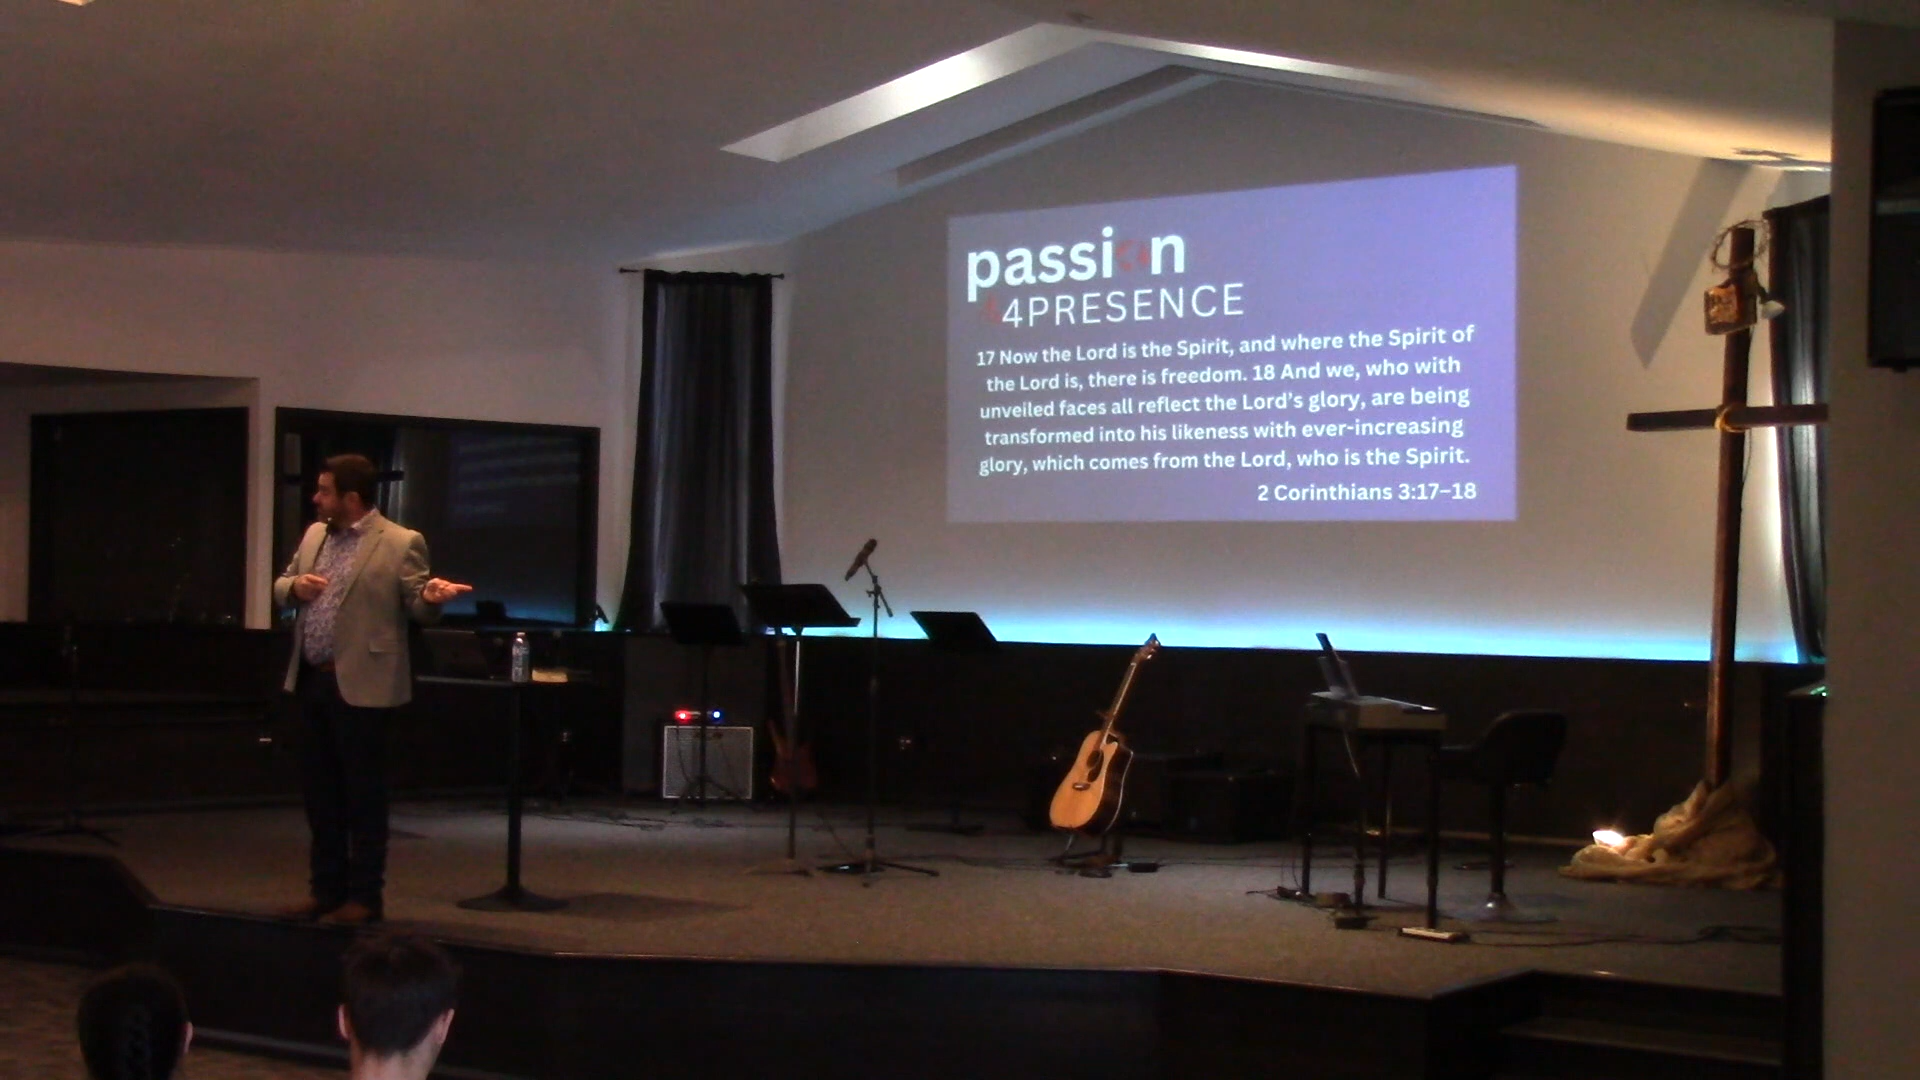 passion
4PRESENCE
17 Now the Lord is the Spirit, and where the Spirit of
the Lord is, there is freedom. 18 And we, who with
unveiled faces all reflect the Lord's glory, are being
transformed into his likeness with ever-increasing
glory, which comes from the Lord, who is the Spirit.
2 Corinthians 3:17–18